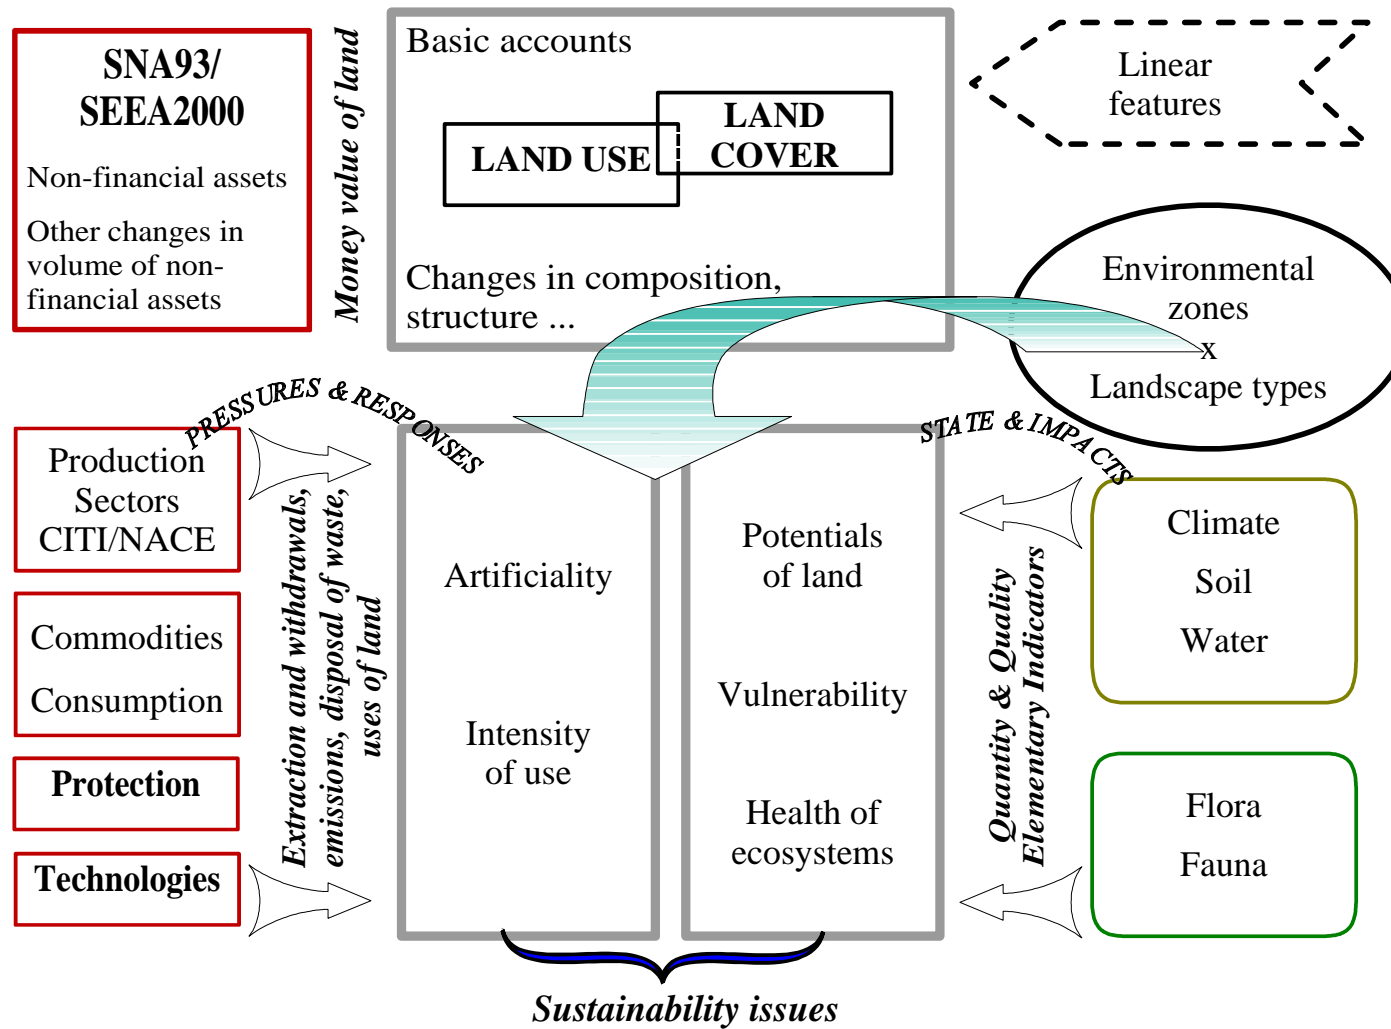 SNA93/
SEEA2000
Non-financial assets
Other changes in
volume of non-
financial assets
Money value of land
Basic accounts
LAND USE
LAND
COVER
Changes in composition,
structure ...
Linear
features
Environmental
zones
x
Landscape types
PRESSURES & RESPONSES
STATE & IMPACTS
Production
Sectors
CITI/NACE
Commodities
Consumption
Protection
Technologies
Extraction and withdrawals,
emissions, disposal of waste,
uses of land
Artificiality
Intensity
of use
Potentials
of land
Vulnerability
Health of
ecosystems
Quantity & Quality
Elementary Indicators
Climate
Soil
Water
Flora
Fauna
Sustainability issues